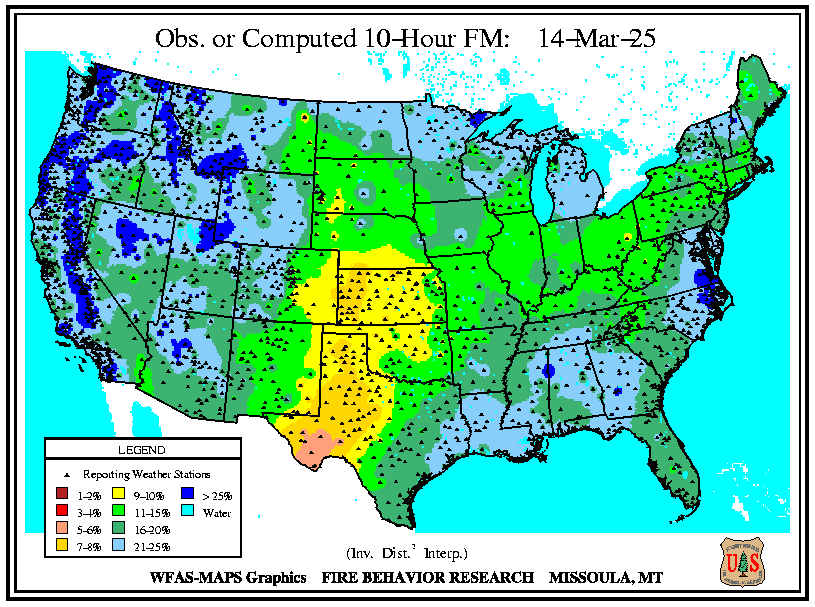 Obs. or Computed 10-Hour FM: 14-Mar-25
LEGEND
Reporting Weather Stations
1-2% 9-10% > 25%
3-4% 11-15% Water
5-6% 16-20%
7-8% 21-25%
(Inv. Dist.² Interp.)
WFAS-MAPS Graphics FIRE BEHAVIOR RESEARCH MISSOULA, MT
U S